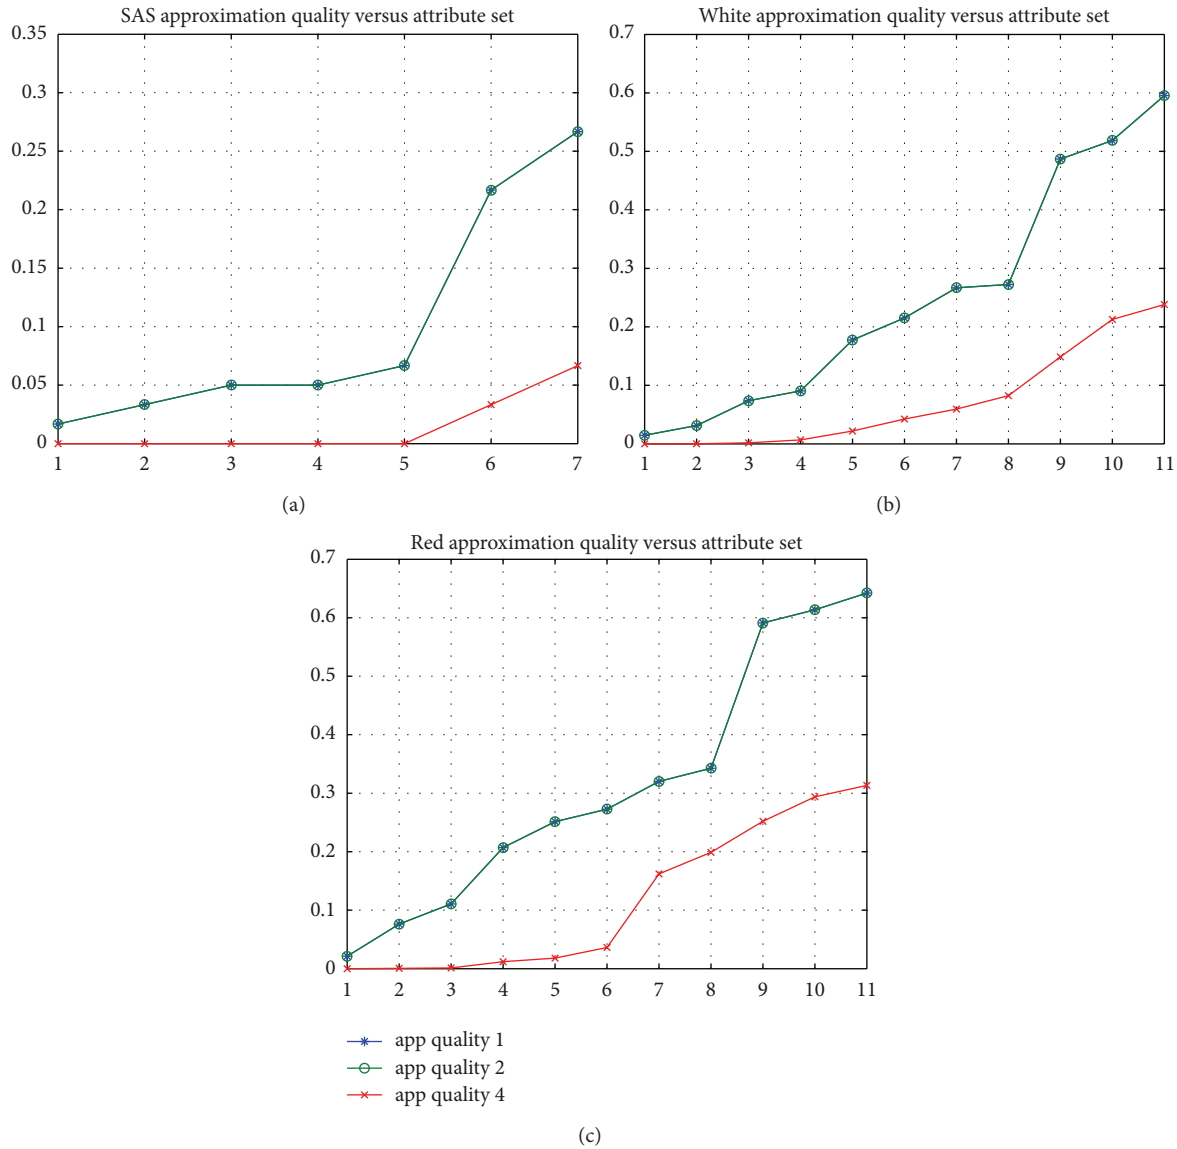 SAS approximation quality versus attribute set
0.35
0.3
0.25
0.2
0.15
0.1
0.05
0
1 2 3 4 5 6 7
(a)
White approximation quality versus attribute set
0.7
0.6
0.5
0.4
0.3
0.2
0.1
0
1 2 3 4 5 6 7 8 9 10 11
(b)
Red approximation quality versus attribute set
0.7
0.6
0.5
0.4
0.3
0.2
0.1
0
1 2 3 4 5 6 7 8 9 10 11
app quality 1
app quality 2
app quality 4
(c)